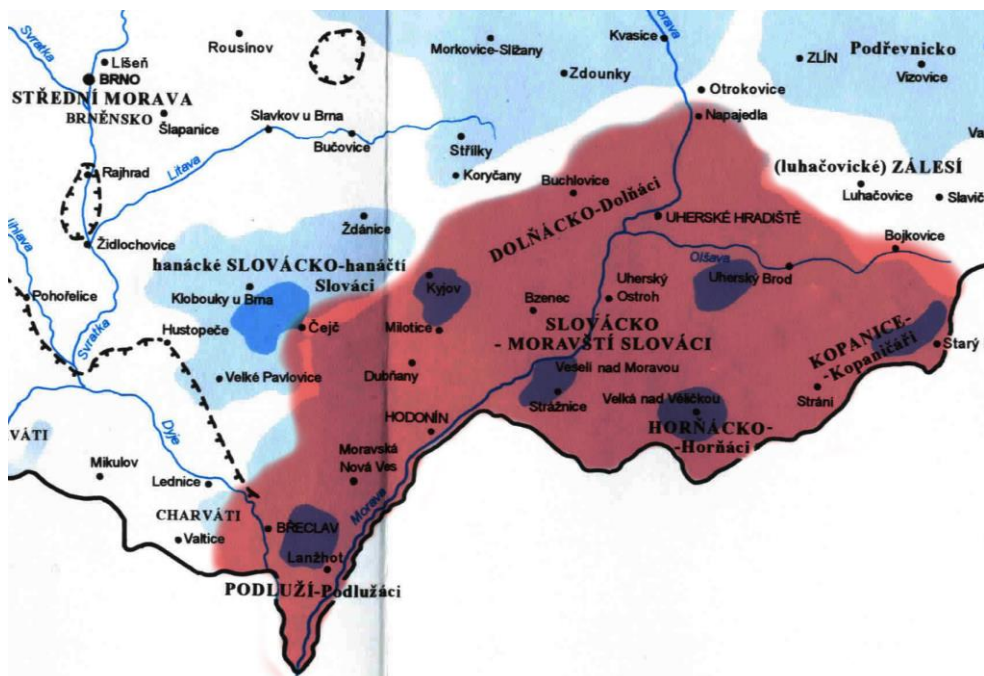 Svratka
Líšeň
BRNO
STŘEDNÍ MORAVA
BRNĚNSKO
Šlapanice
Rousínov
Slavkov u Brna
Bučovice
Litava
Rajhrad
Židlochovice
Pohořelice
Svratka
Morkovice-Slížany
Zdounky
Kvasice
Střílky
Koryčany
Otrokovice
Napajedla
ZLÍN
Podřevnicko
Vizovice
(luhačovické) ZÁLESÍ
Luhačovice
Bojkovice
Buchlovice
DOLŇÁCKO-Dolňáci
UHERSKÉ HRADIŠTĚ
Olšava
Uherský Brod
Ždánice
hanácké SLOVÁCKO-hanáčtí
Slováci
Klobouky u Brna
Hustopeče
Čejč
Velké Pavlovice
Kyjov
Milotice
Dubňany
Bzenec
Uherský
Ostroh
SLOVÁCKO
- MORAVŠTÍ SLOVÁCI
Veselí nad Moravou
Strážnice
Velká nad Věličkou
HORŇÁCKO-
-Horňáci
KOPANICE-
-Kopaničáři
Starý
Strání
HODONÍN
Moravská
Nová Ves
Morava
Dyje
Mikulov
Lednice
CHARVÁTI
Valtice
BŘECLAV
Lanžhot
PODLUŽÍ-Podlužáci